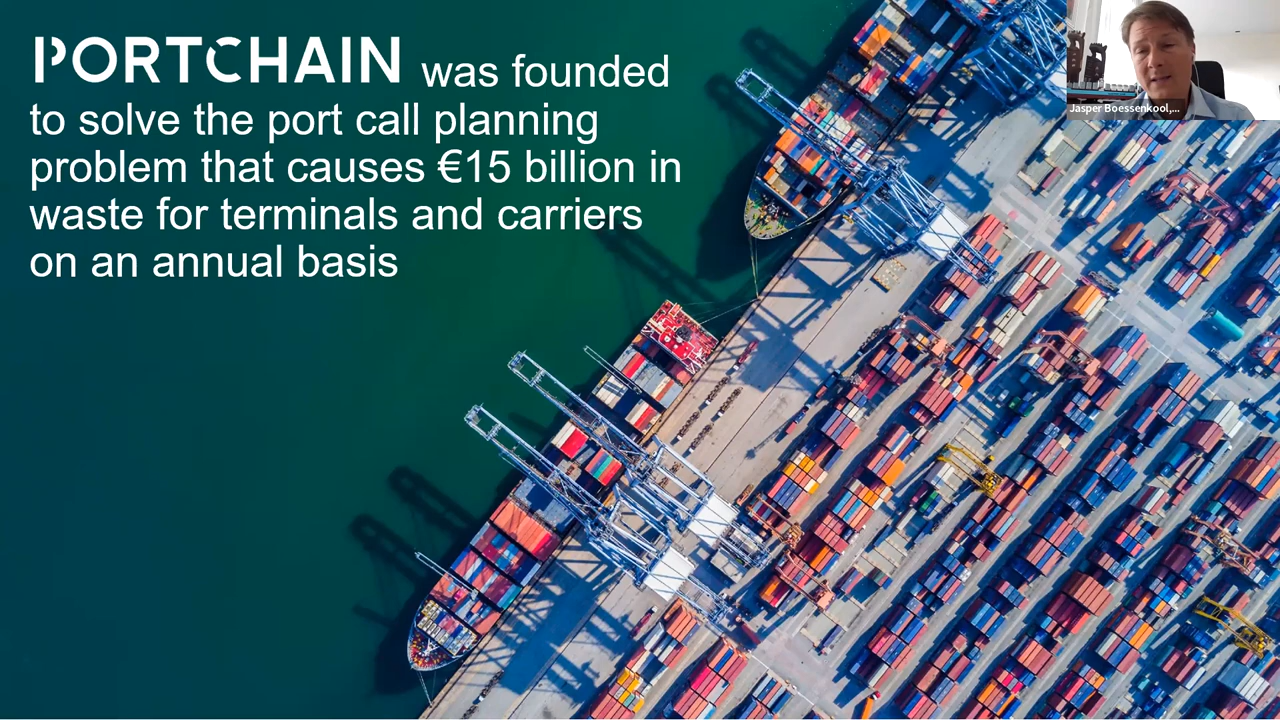 PORTCHAIN was founded
to solve the port call planning
problem that causes €15 billion in
waste for terminals and carriers
on an annual basis
Jasper Boessenkool,...